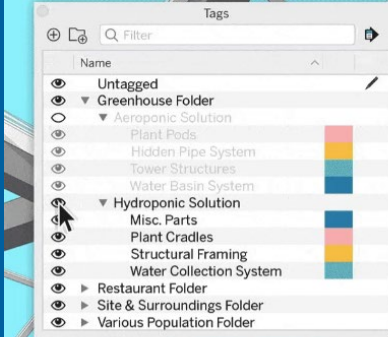 Tags
Filter
Name
Untagged
Greenhouse Folder
Aeroponic Solution
Plant Pods
Hidden Pipe System
Tower Structures
Water Basin System
Hydroponic Solution
Misc. Parts
Plant Cradles
Structural Framing
Water Collection System
Restaurant Folder
Site & Surroundings Folder
Various Population Folder